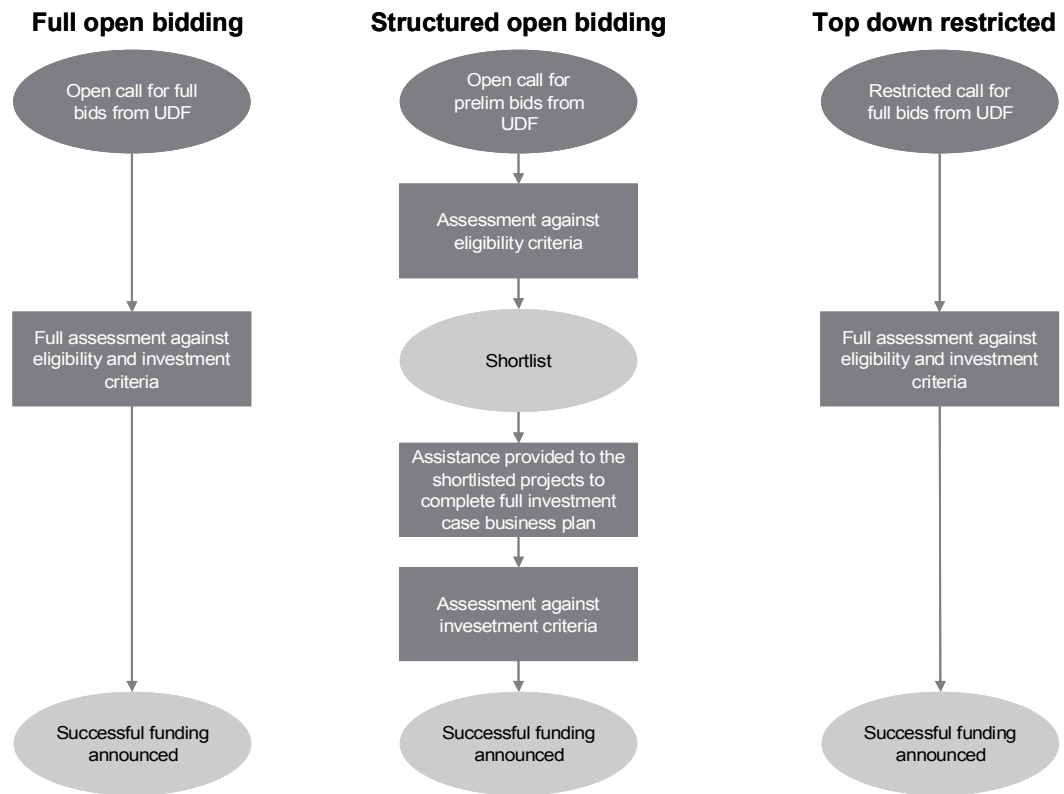 Full open bidding
Open call for full
bids from UDF
Full assessment against
eligibility and investment
criteria
Successful funding
announced
Structured open bidding
Open call for
prelim bids from
UDF
Assessment against
eligibility criteria
Shortlist
Assistance provided to the
shortlisted projects to
complete full investment
case business plan
Assessment against
invesetment criteria
Successful funding
announced
Top down restricted
Restricted call for
full bids from UDF
Full assessment against
eligibility and investment
criteria
Successful funding
announced